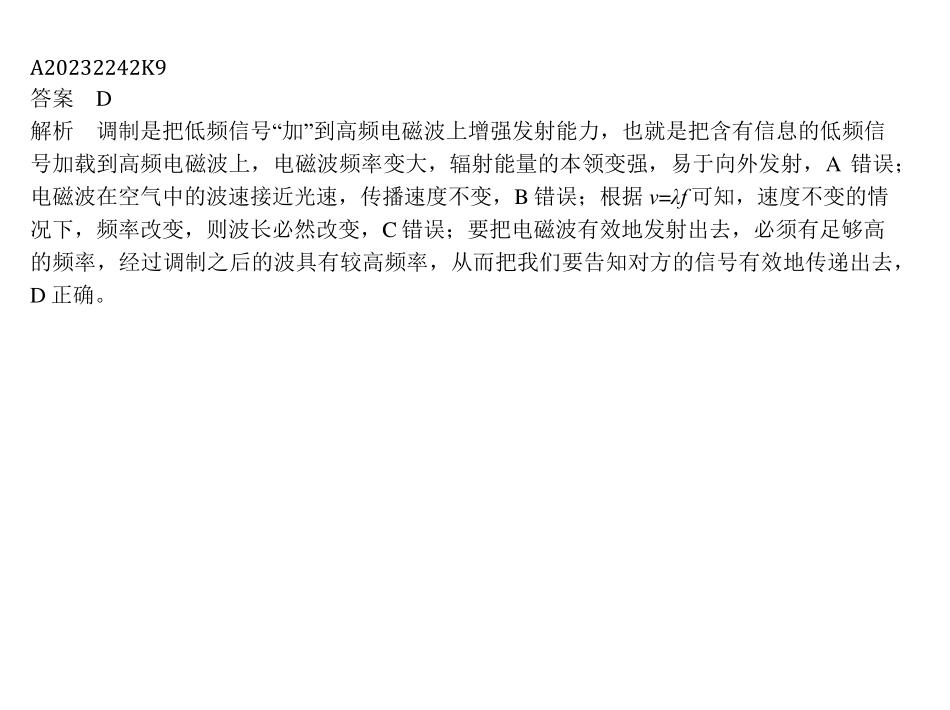 A20232242K9
答案 D
解析 调制是把低频信号“加”到高频电磁波上增强发射能力，也就是把含有信息的低频信
号加载到高频电磁波上，电磁波频率变大，辐射能量的本领变强，易于向外发射，A 错误；
电磁波在空气中的波速接近光速，传播速度不变，B 错误；根据 v=λf 可知，速度不变的情
况下，频率改变，则波长必然改变，C 错误；要把电磁波有效地发射出去，必须有足够高
的频率，经过调制之后的波具有较高频率，从而把我们要告知对方的信号有效地传递出去，
D 正确。